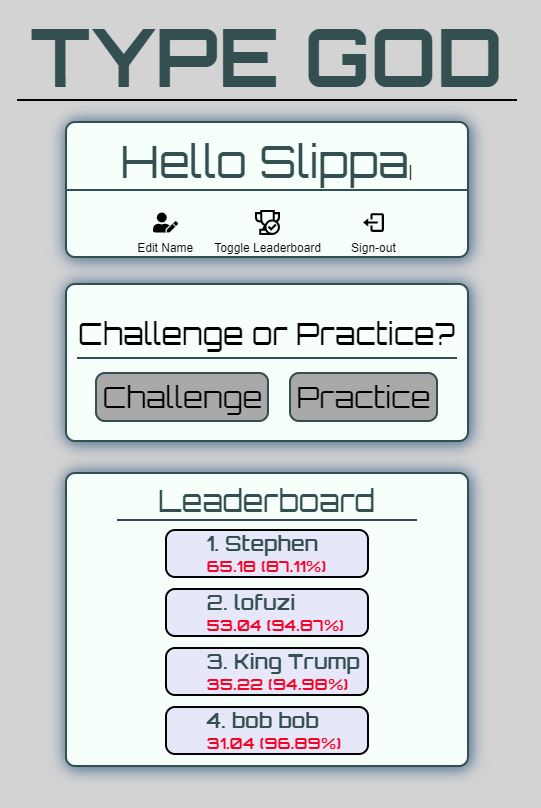 TYPE GOD
Hello Slippa|
Edit Name Toggle Leaderboard Sign-out
Challenge or Practice?
Challenge Practice
Leaderboard
1. Stephen
65.18 (87.11%)
2. lofuzi
53.04 (94.87%)
3. King Trump
35.22 (94.98%)
4. bob bob
31.04 (96.89%)